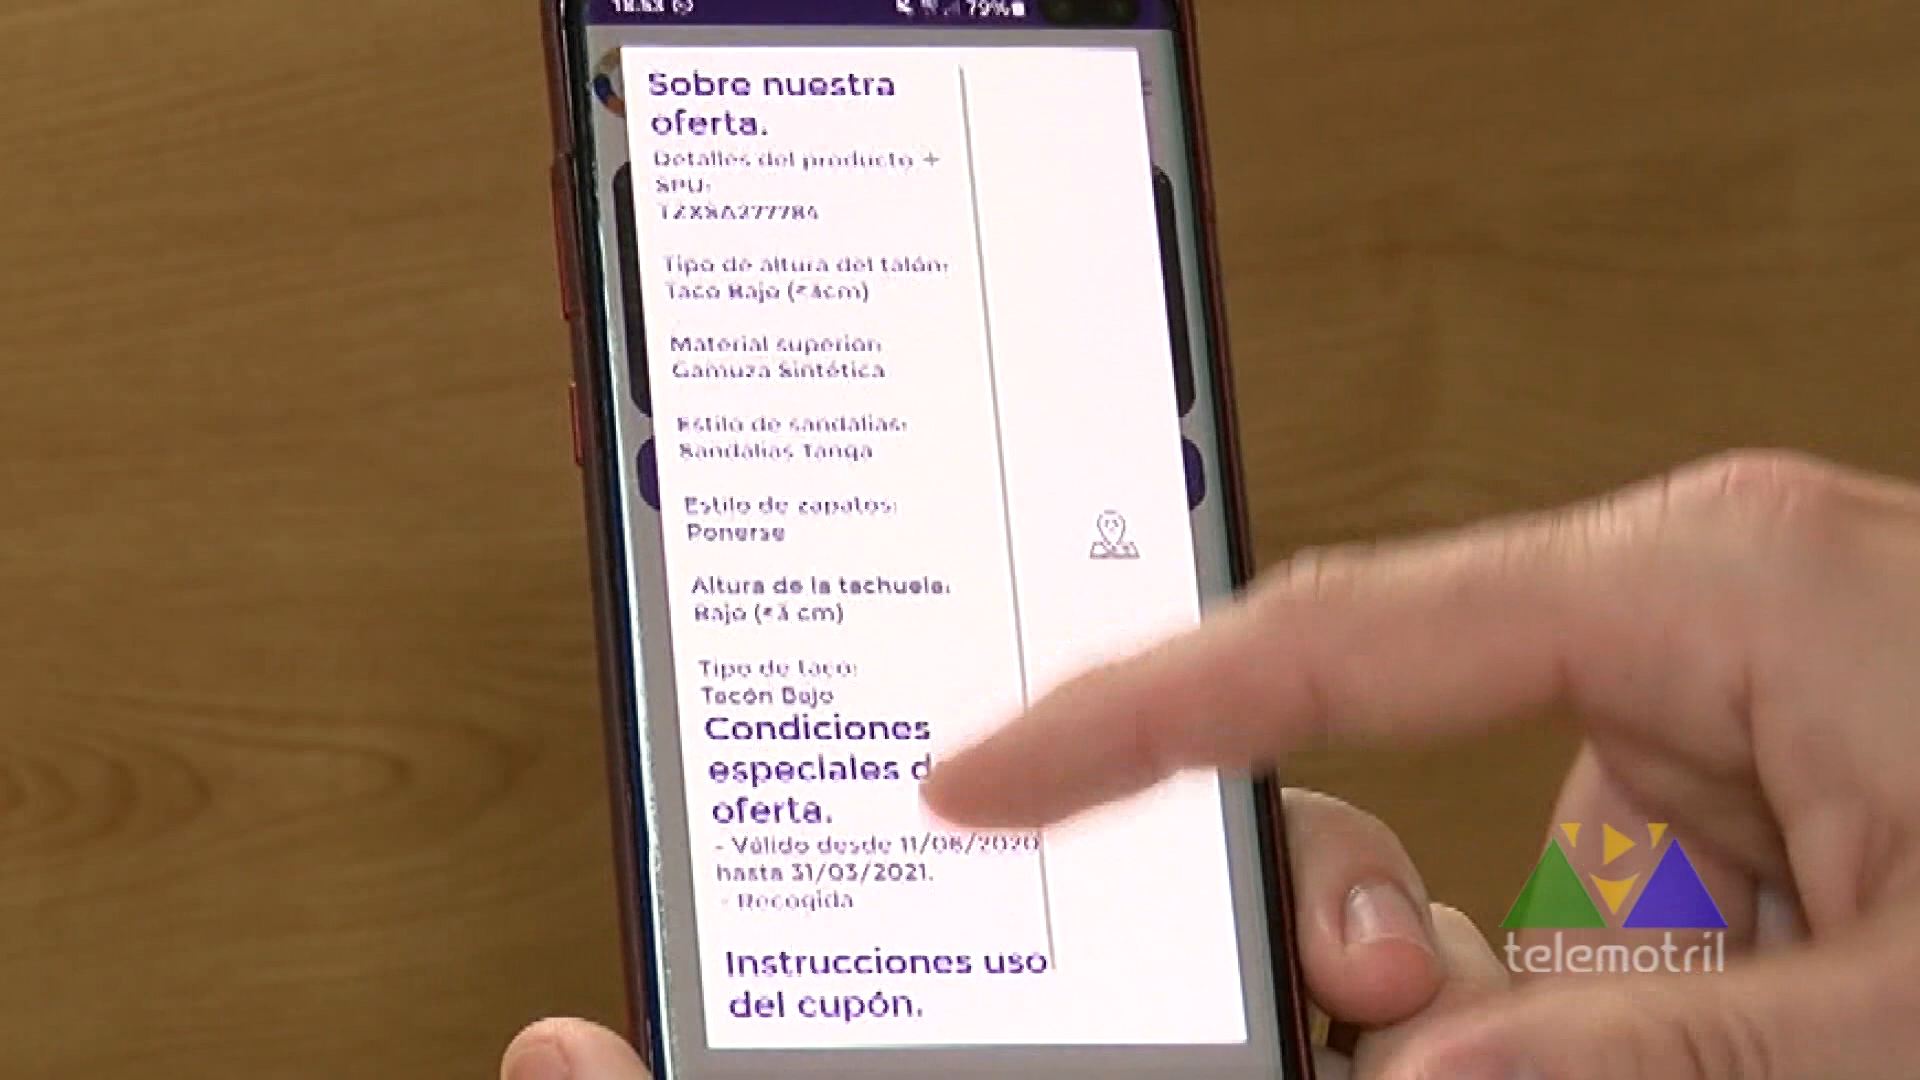 79%
Sobre nuestra
oferta.
Detalles del producto +
SPU:
Tipo de altura del talón:
Taco Bajo (<3cm)
Material superior:
Gamuza Sintética
Estilo de sandalias:
Sandalias Tanga
Estilo de zapatos:
Ponerse
Altura de la tachuela:
Bajo (<3 cm)
Tipo de taco:
Tacón Bajo
Condiciones
especiales
oferta.
- Válido desde 11/08/2020
hasta 31/03/2021.
- Recogida
Instrucciones uso
del cupón.
telemotril